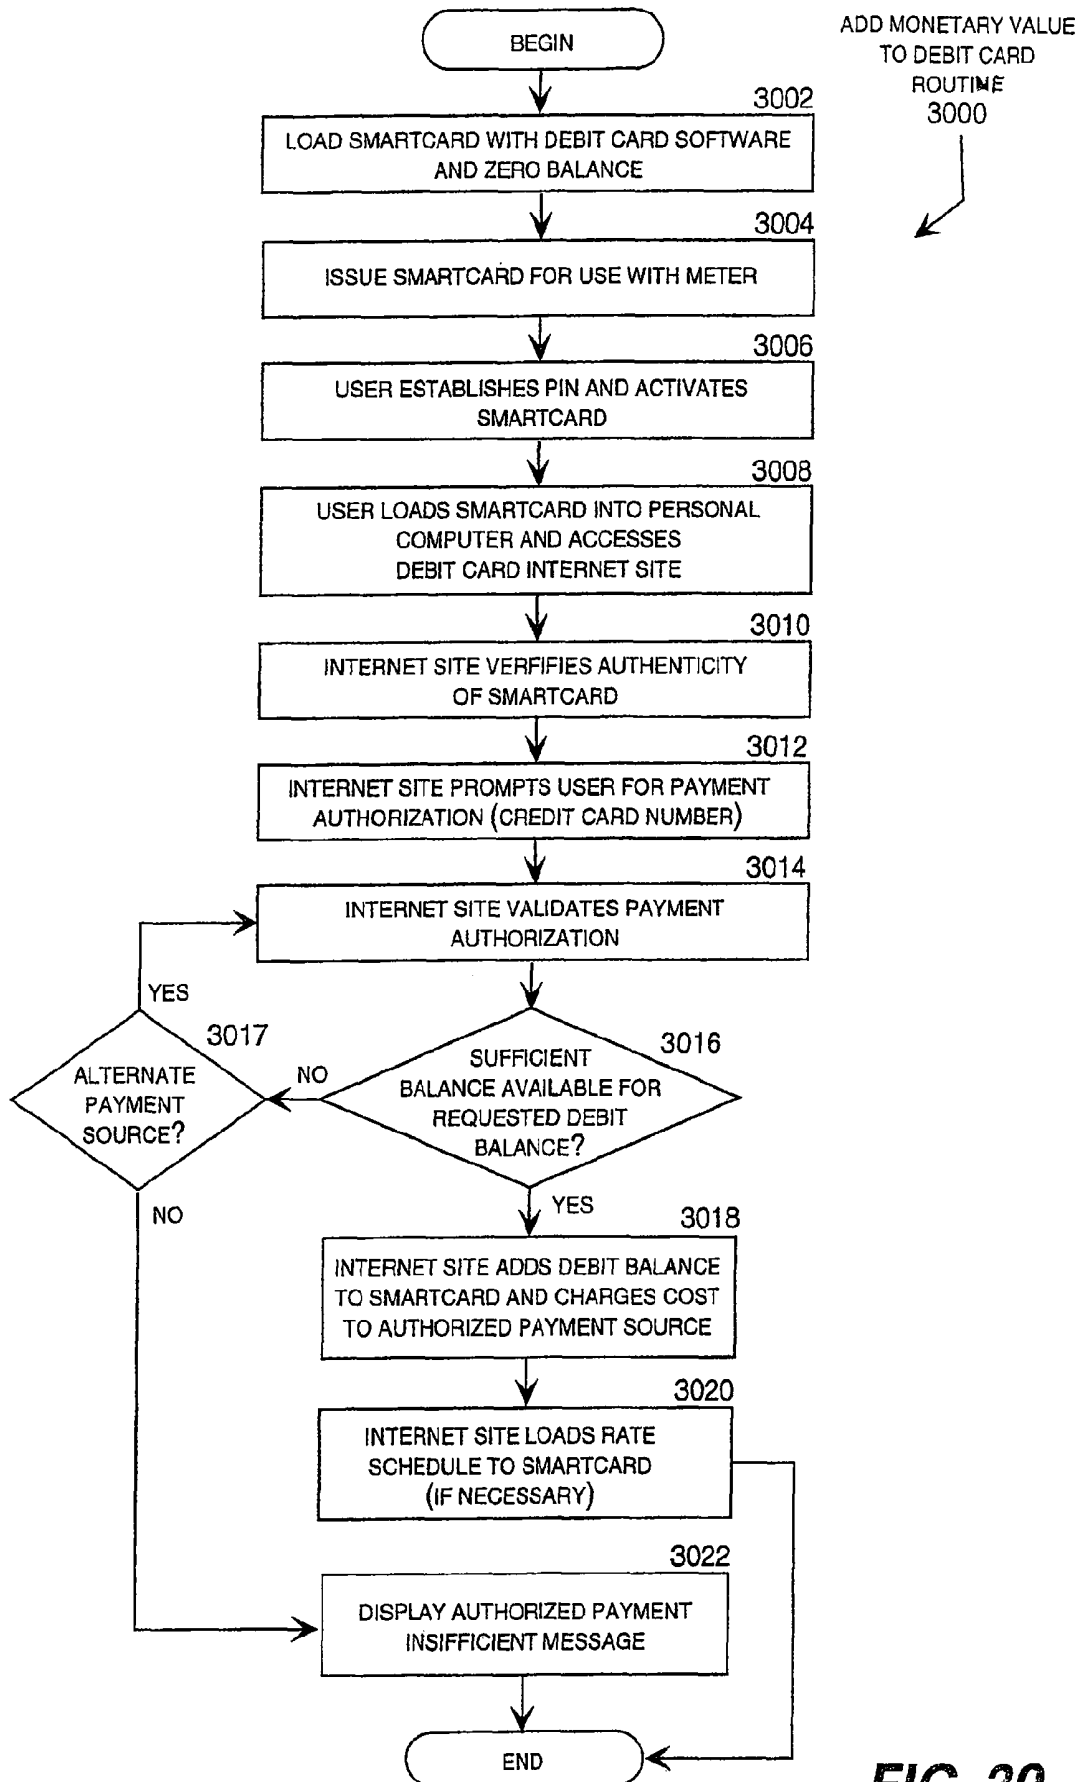 BEGIN
ADD MONETARY VALUE
TO DEBIT CARD
ROUTINE
3000
3002
LOAD SMARTCARD WITH DEBIT CARD SOFTWARE
AND ZERO BALANCE
3004
ISSUE SMARTCARD FOR USE WITH METER
3006
USER ESTABLISHES PIN AND ACTIVATES
SMARTCARD
3008
USER LOADS SMARTCARD INTO PERSONAL
COMPUTER AND ACCESSES
DEBIT CARD INTERNET SITE
3010
INTERNET SITE VERFIFIES AUTHENTICITY
OF SMARTCARD
3012
INTERNET SITE PROMPTS USER FOR PAYMENT
AUTHORIZATION (CREDIT CARD NUMBER)
3014
INTERNET SITE VALIDATES PAYMENT
AUTHORIZATION
YES
3017
ALTERNATE
PAYMENT
SOURCE?
NO
3016
SUFFICIENT
BALANCE AVAILABLE FOR
REQUESTED DEBIT
BALANCE?
NO
YES
3018
INTERNET SITE ADDS DEBIT BALANCE
TO SMARTCARD AND CHARGES COST
TO AUTHORIZED PAYMENT SOURCE
3020
INTERNET SITE LOADS RATE
SCHEDULE TO SMARTCARD
(IF NECESSARY)
3022
DISPLAY AUTHORIZED PAYMENT
INSIFFICIENT MESSAGE
END